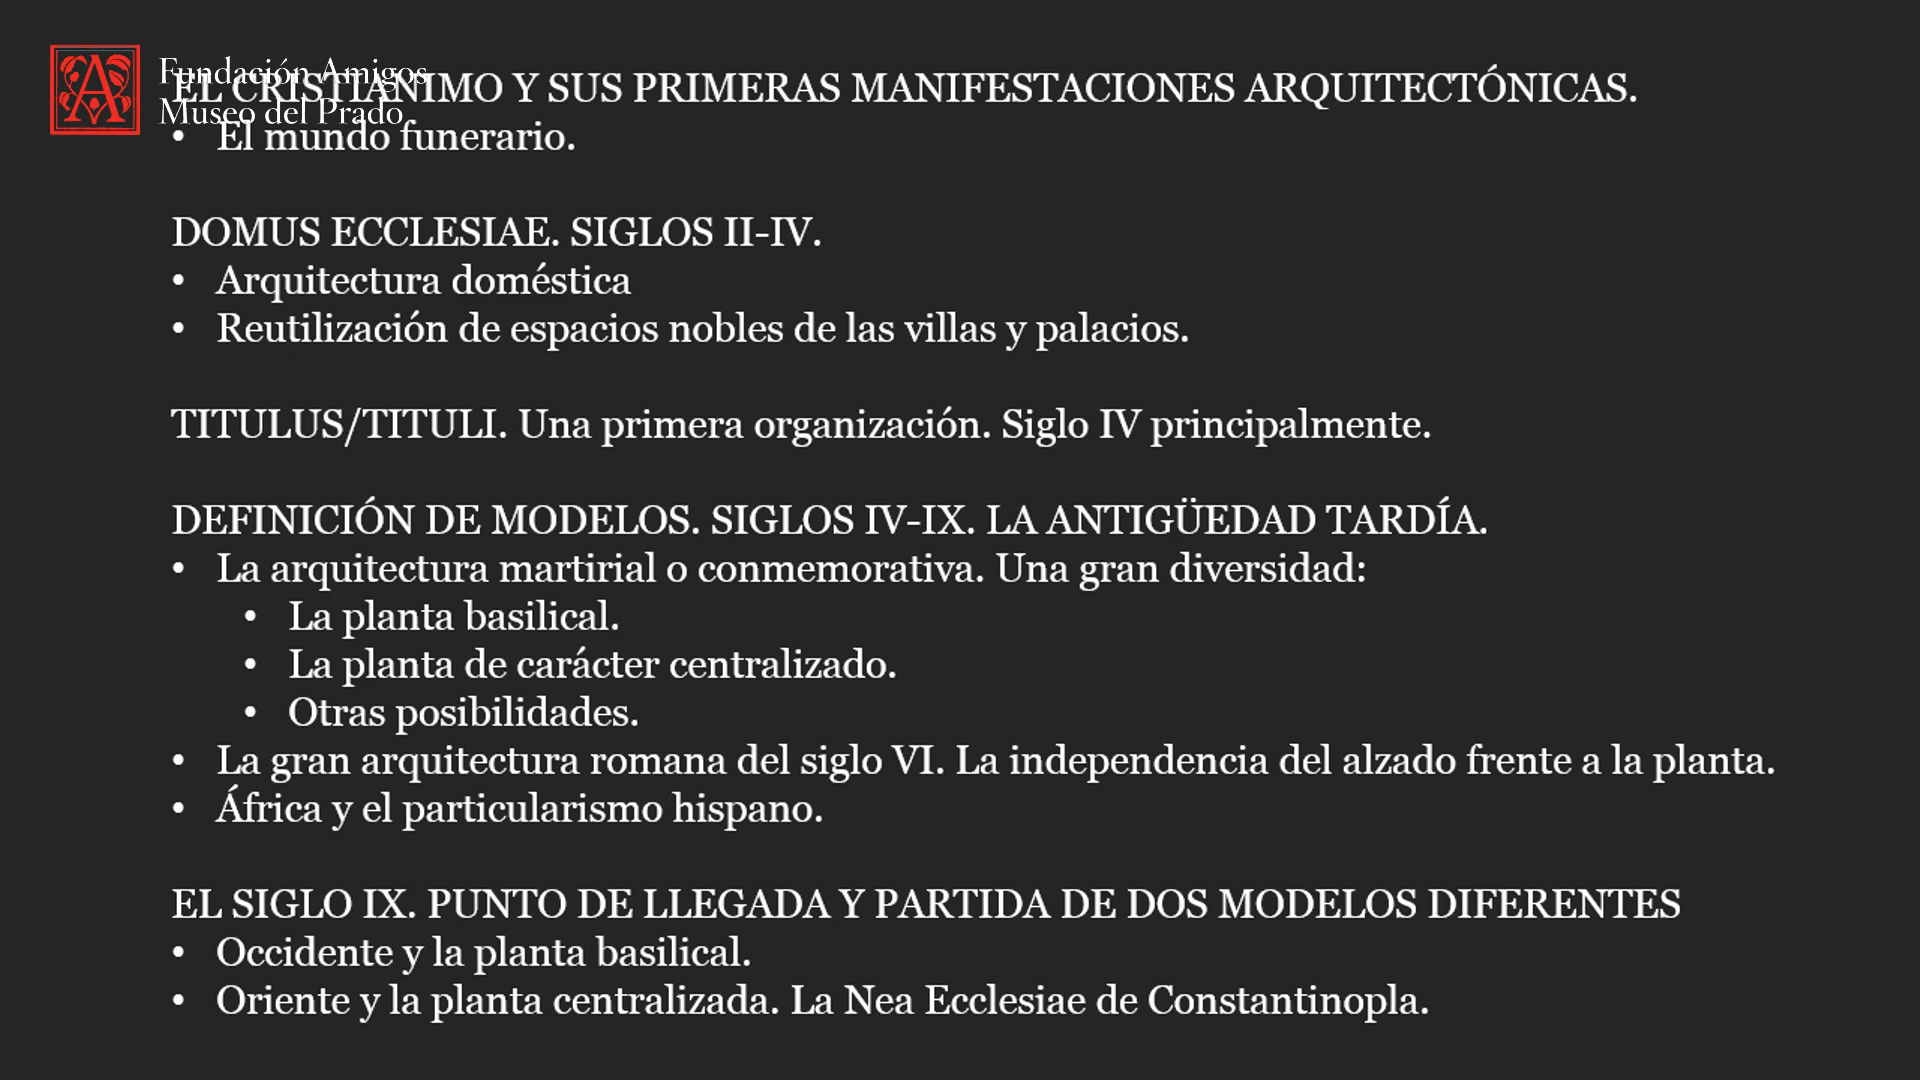 Fundación Amigos
Museo del Prado
EL CRISTIANIMO Y SUS PRIMERAS MANIFESTACIONES ARQUITECTÓNICAS.
• El mundo funerario.
DOMUS ECCLESIAE. SIGLOS II-IV.
• Arquitectura doméstica
• Reutilización de espacios nobles de las villas y palacios.
TITULUS/TITULI. Una primera organización. Siglo IV principalmente.
DEFINICIÓN DE MODELOS. SIGLOS IV-IX. LA ANTIGÜEDAD TARDÍA.
• La arquitectura martirial o conmemorativa. Una gran diversidad:
• La planta basilical.
• La planta de carácter centralizado.
• Otras posibilidades.
• La gran arquitectura romana del siglo VI. La independencia del alzado frente a la planta.
• África y el particularismo hispano.
EL SIGLO IX. PUNTO DE LLEGADA Y PARTIDA DE DOS MODELOS DIFERENTES
• Occidente y la planta basilical.
• Oriente y la planta centralizada. La Nea Ecclesiae de Constantinopla.